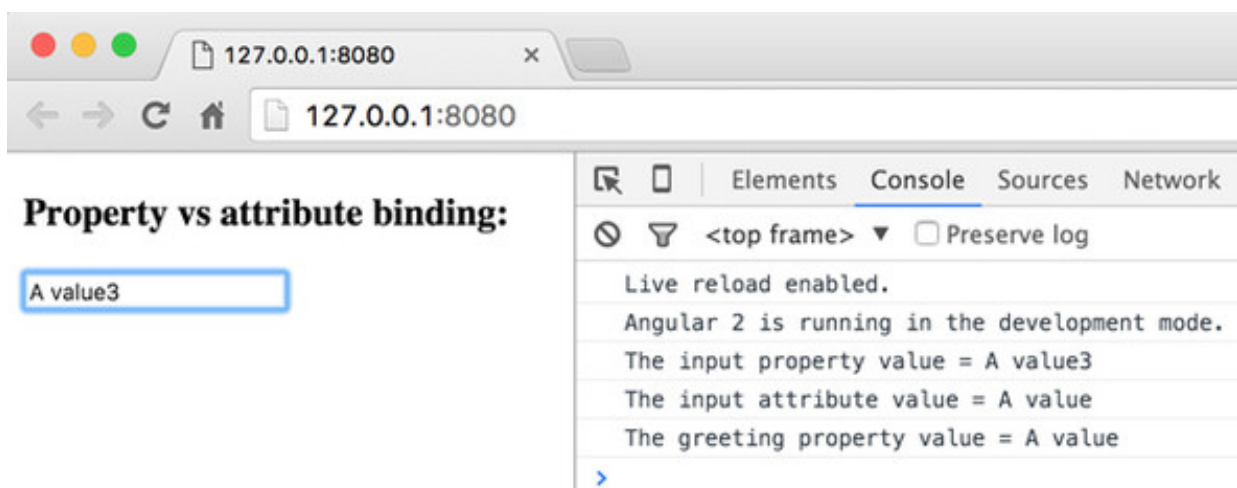 127.0.0.1:8080 ×
127.0.0.1:8080
Property vs attribute binding:
A value3
Elements Console Sources Network
<top frame> ▼ Preserve log
Live reload enabled.
Angular 2 is running in the development mode.
The input property value = A value3
The input attribute value = A value
The greeting property value = A value
>